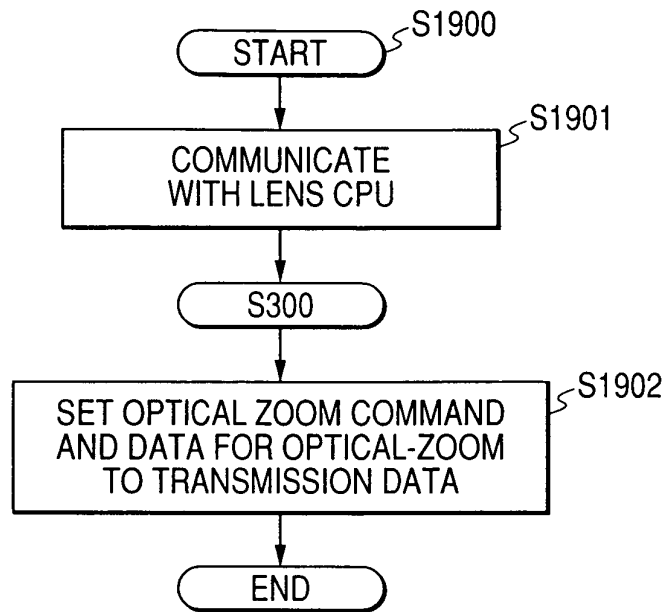 START
S1900
S1901
COMMUNICATE
WITH LENS CPU
S300
S1902
SET OPTICAL ZOOM COMMAND
AND DATA FOR OPTICAL-ZOOM
TO TRANSMISSION DATA
END